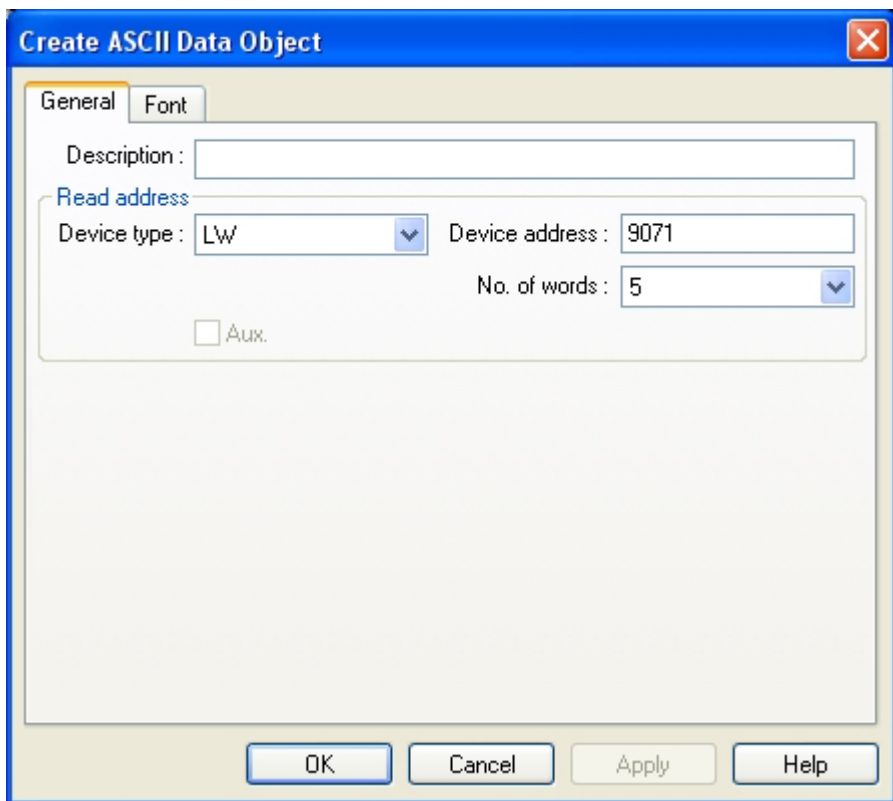 Create ASCII Data Object
General Font
Description :
Read address
Device type : LW Device address : 9071
No. of words : 5
Aux.
OK Cancel Apply Help